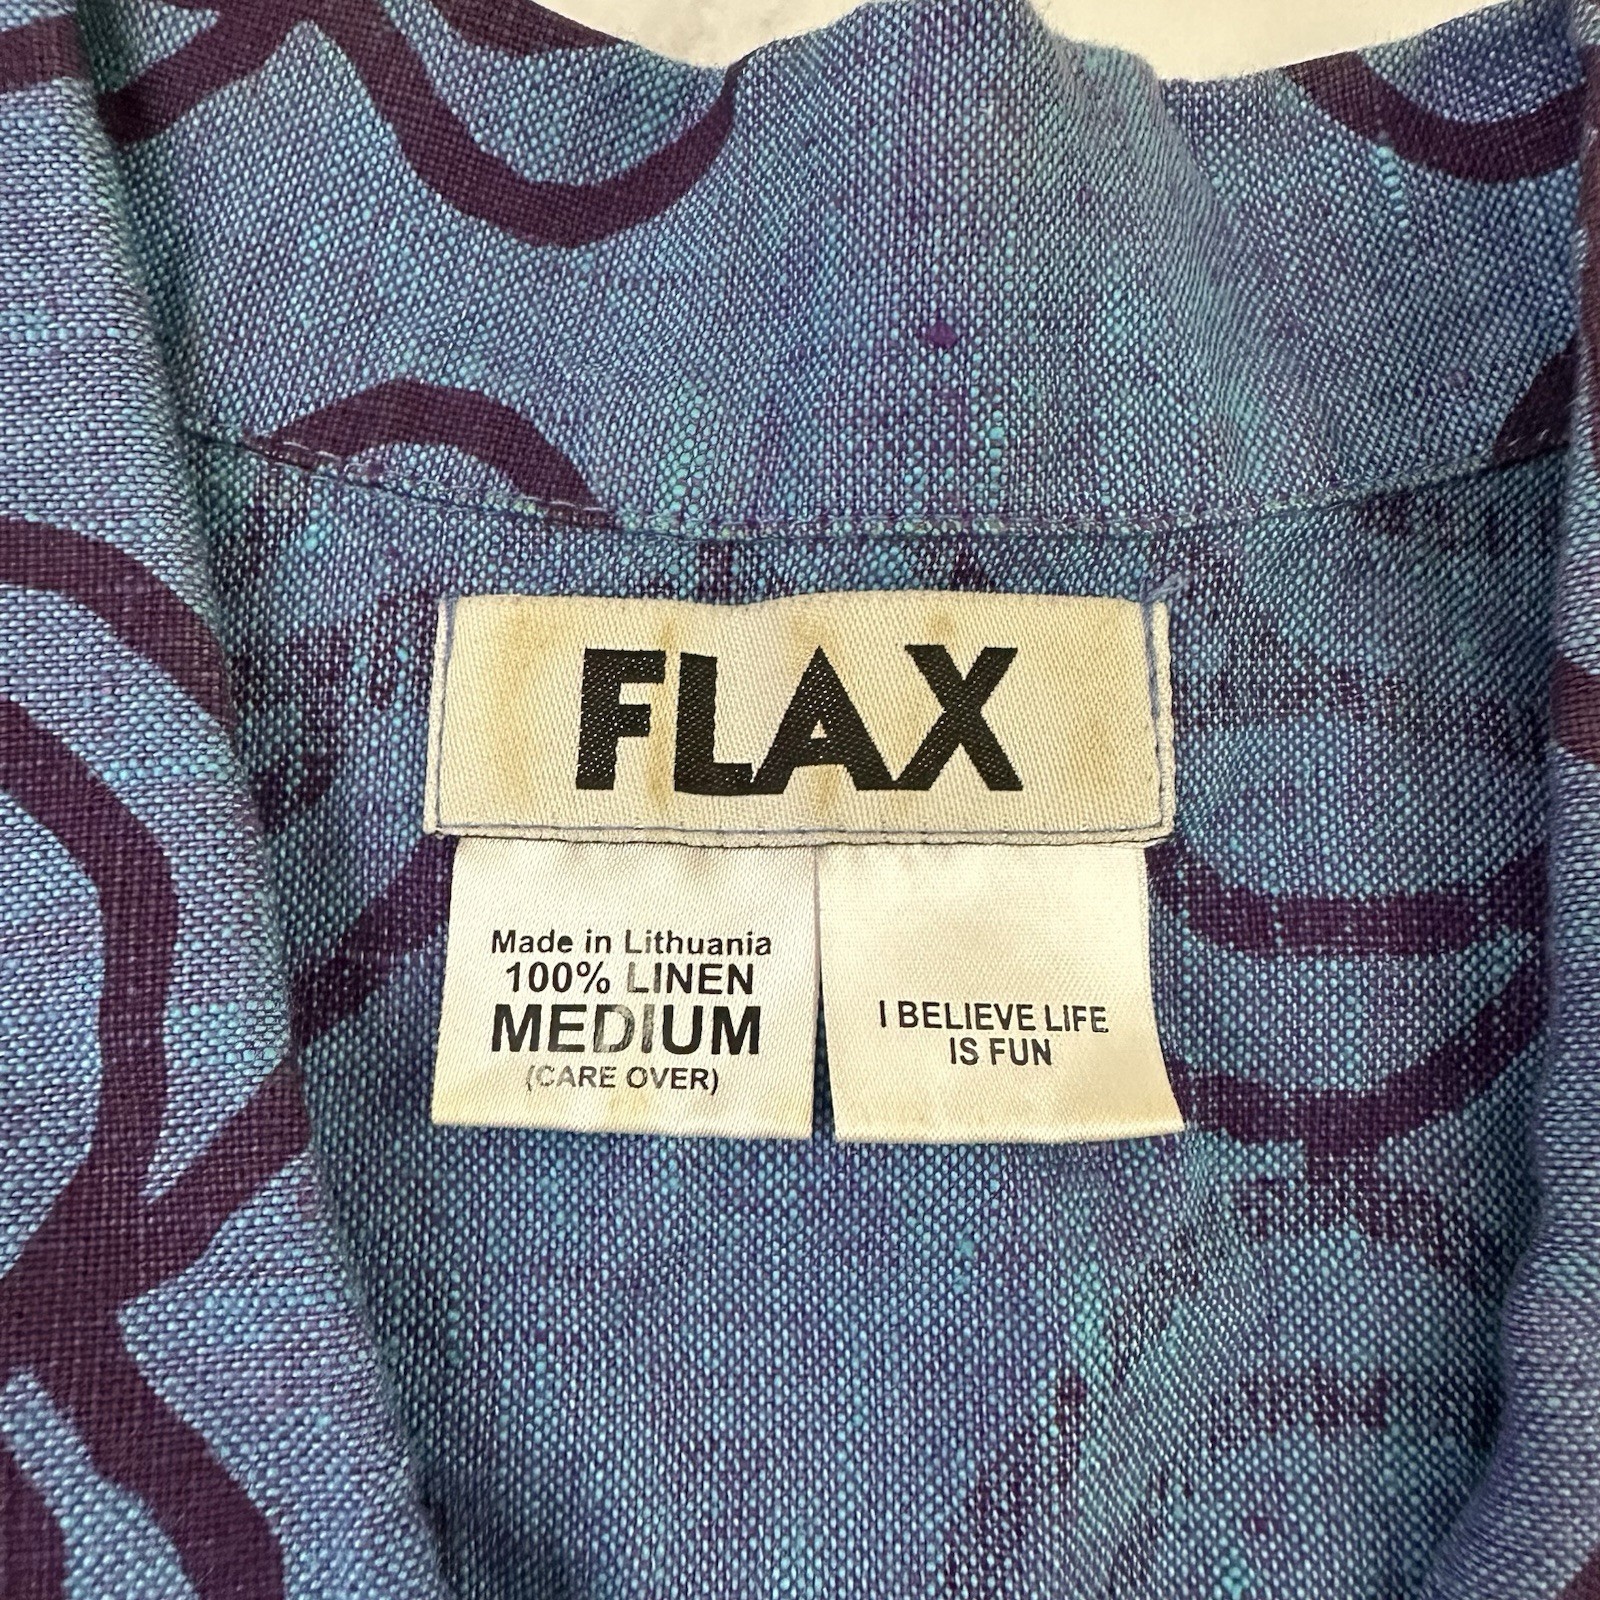 FLAX
Made in Lithuania
100% LINEN
MEDIUM
(CARE OVER)
I BELIEVE LIFE
IS FUN